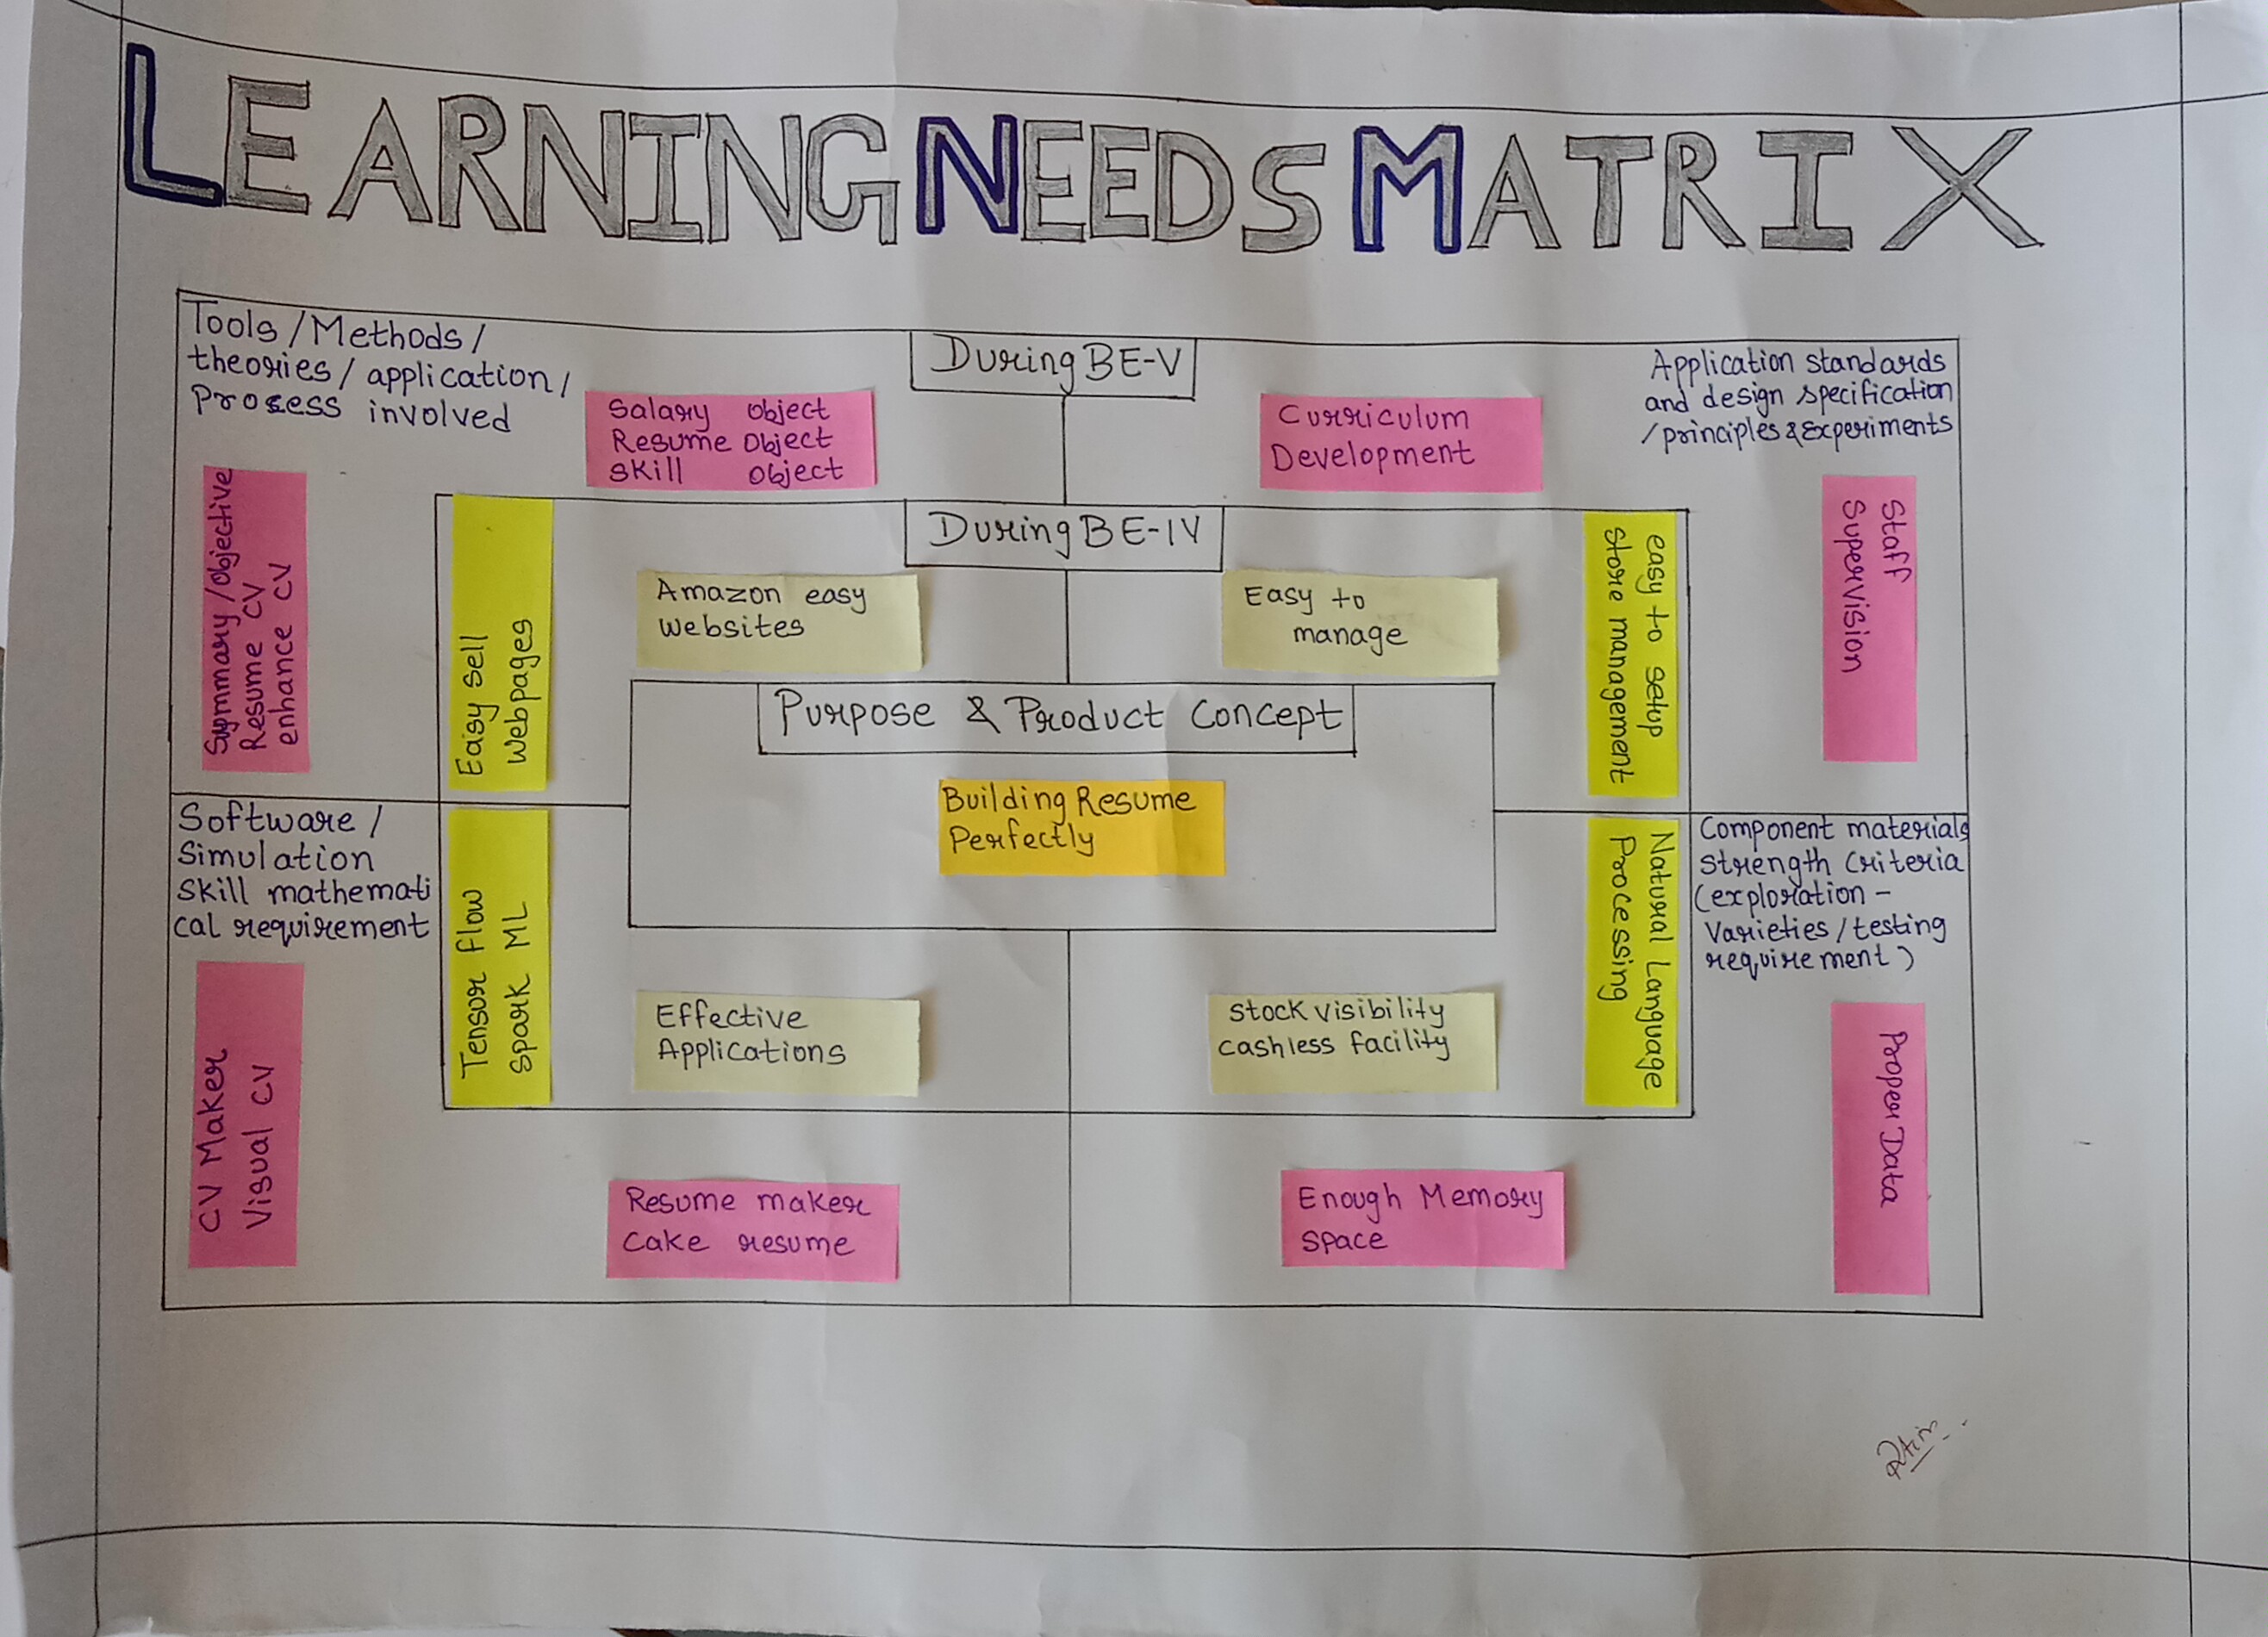 LEARNING NEEDS MATRIX
Tools / Methods /
theories / application /
Process involved
During BE-V
Application standards
and design specification
/ principles & Experiments
Salary object
Resume Object
Skill object
Curriculum
Development
Summary / Objective
Resume CV
enhance CV
Staff
Supervision
During BE-IV
Easy sell
Webpages
Amazon easy
websites
Easy to
manage
easy to setup
store management
Purpose & Product Concept
Building Resume
Perfectly
Software /
Simulation
Skill mathemati
cal requirement
Component materials
Strength Criteria
(exploration -
Varieties / testing
requirement)
Tensor flow
Spark ML
Natural Language
Processing
Effective
Applications
Stock visibility
cashless facility
CV Maker
Visual CV
Proper Data
Resume maker
Cake resume
Enough Memory
space